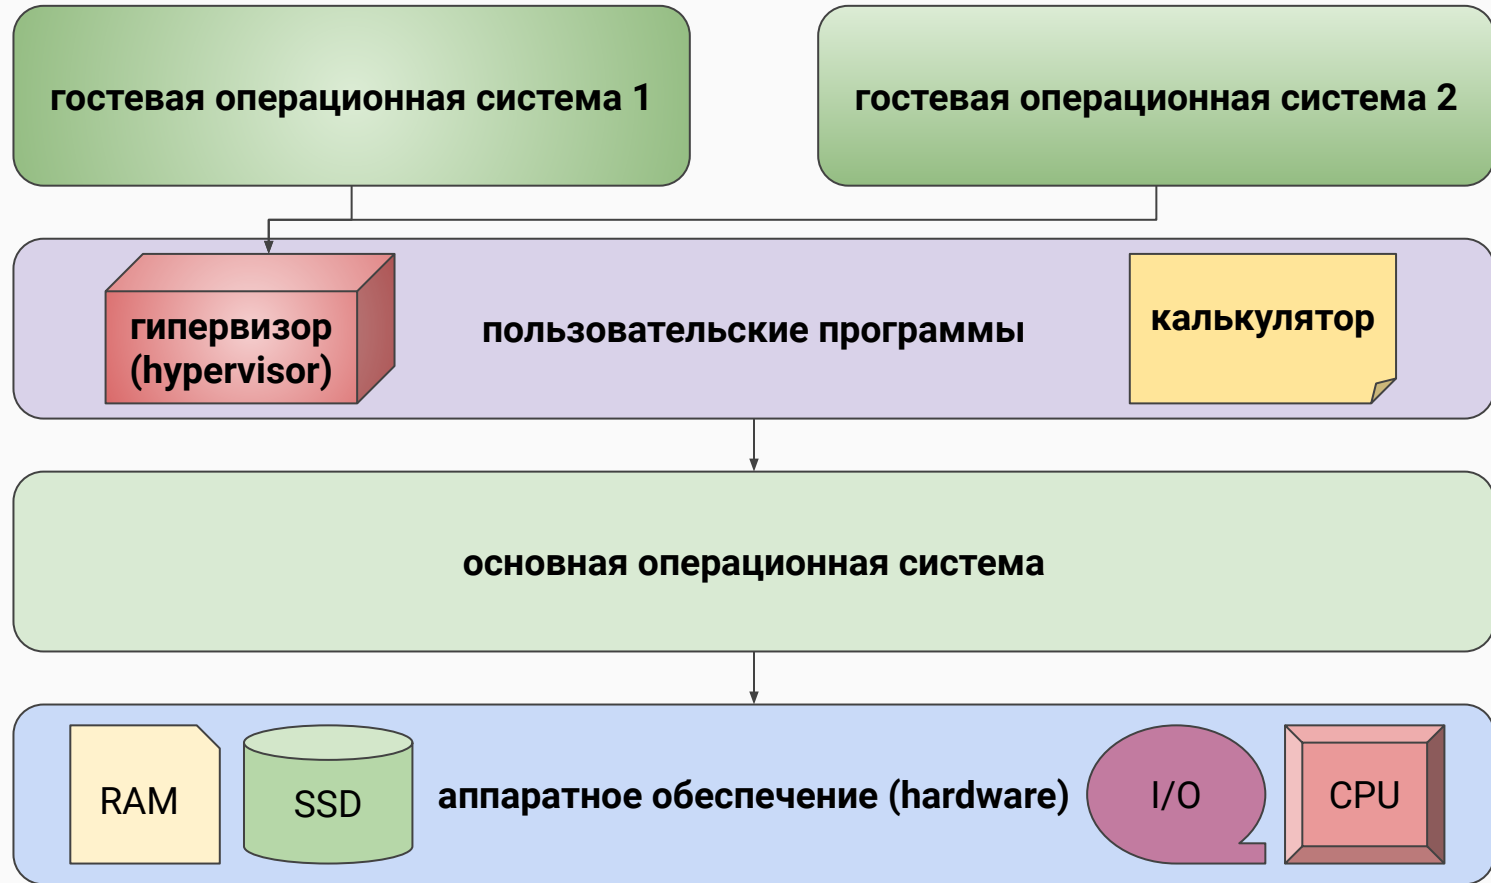 гостевая операционная система 1
гостевая операционная система 2
гипервизор
(hypervisor)
пользовательские программы
калькулятор
основная операционная система
RAM
SSD
аппаратное обеспечение (hardware)
I/O
CPU